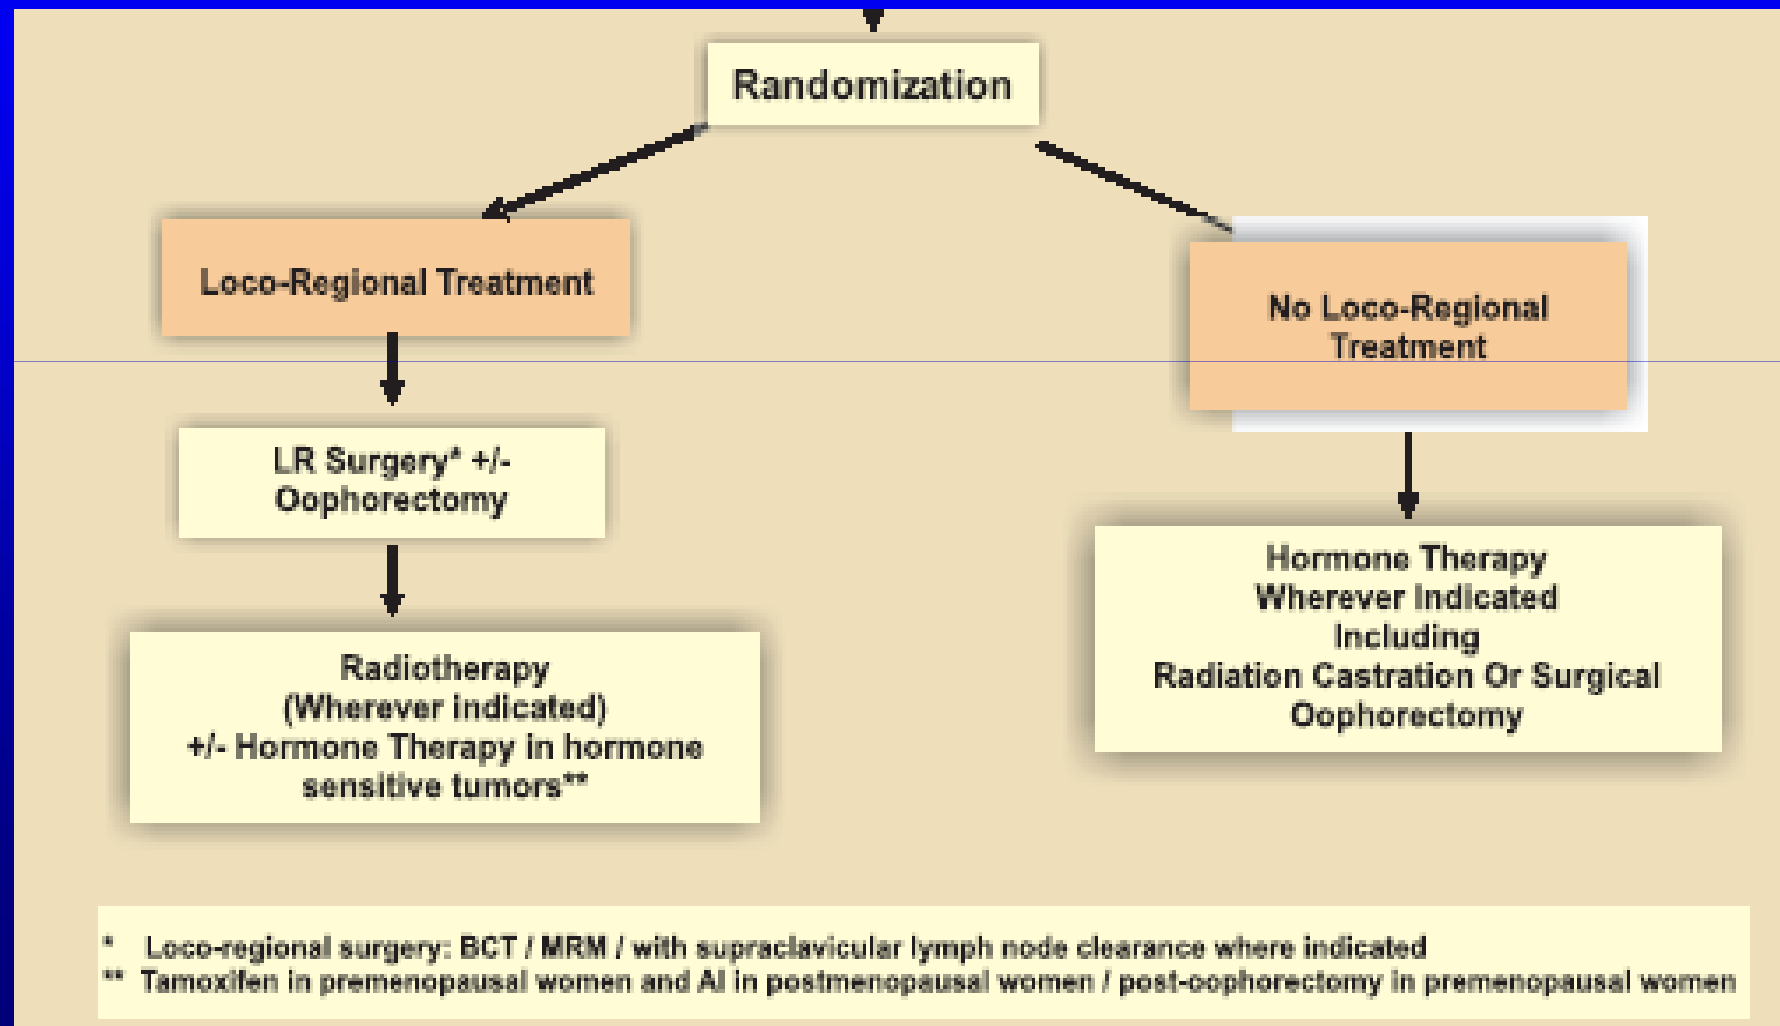 Randomization
Loco-Regional Treatment
No Loco-Regional
Treatment
LR Surgery* +/-
Oophorectomy
Radiotherapy
(Wherever indicated)
+/- Hormone Therapy in hormone
sensitive tumors**
Hormone Therapy
Wherever Indicated
Including
Radiation Castration Or Surgical
Oophorectomy
* Loco-regional surgery: BCT / MRM / with supraclavicular lymph node clearance where indicated
** Tamoxifen in premenopausal women and AI in postmenopausal women / post-oophorectomy in premenopausal women